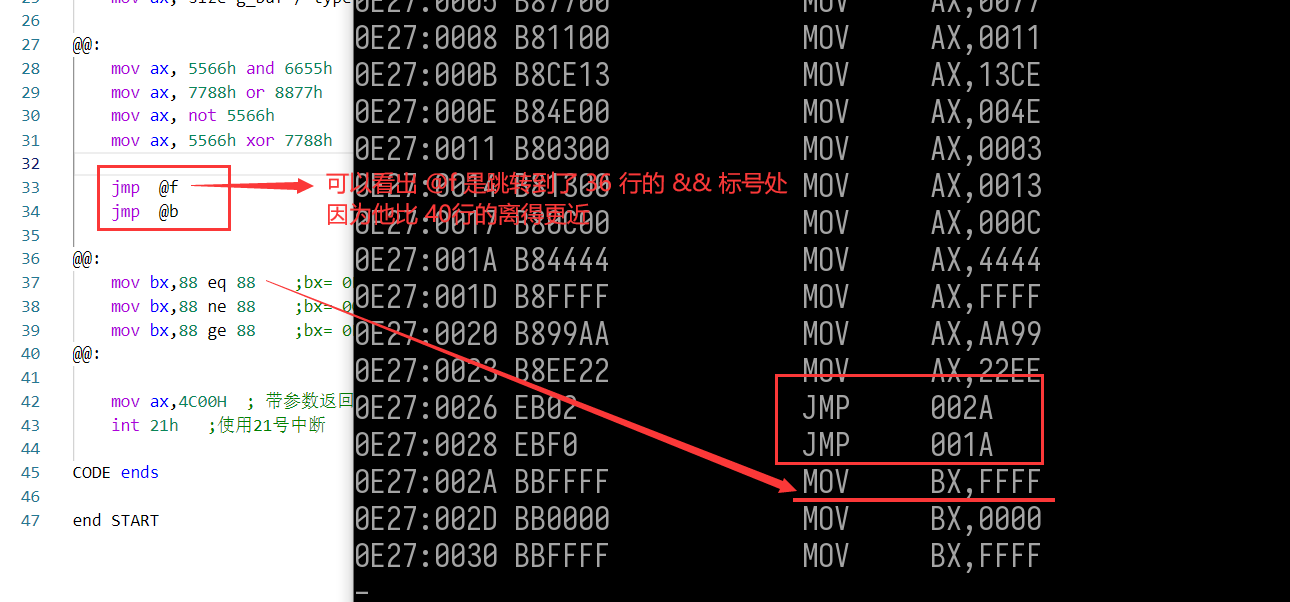 26
27 @@:
28 mov ax, 5566h and 6655h
29 mov ax, 7788h or 8877h
30 mov ax, not 5566h
31 mov ax, 5566h xor 7788h
32
33 jmp @f
34 jmp @b
35
36 @@:
37 mov bx,88 eq 88 ;bx= 0
38 mov bx,88 ne 88 ;bx=
39 mov bx,88 ge 88 ;bx= 0
40 @@:
41
42 mov ax,4C00H ; 带参数返回
43 int 21h ;使用21号中断
44
45 CODE ends
46
47 end START
可以看出 @f 是跳转到了 36 行的 && 标号处
因为他比 40行的离得更近
0E27:0005 B87700 MOV AX,0077
0E27:0008 B81100 MOV AX,0011
0E27:000B B8CE13 MOV AX,13CE
0E27:000E B84E00 MOV AX,004E
0E27:0011 B80300 MOV AX,0003
0E27:0014 B81300 MOV AX,0013
0E27:0017 B80C00 MOV AX,000C
0E27:001A B84444 MOV AX,4444
0E27:001D B8FFFF MOV AX,FFFF
0E27:0020 B899AA MOV AX,AA99
0E27:0023 B8EE22 MOV AX,22EE
0E27:0026 EB02 JMP 002A
0E27:0028 EBF0 JMP 001A
0E27:002A BBFFFF MOV BX,FFFF
0E27:002D BB0000 MOV BX,0000
0E27:0030 BBFFFF MOV BX,FFFF